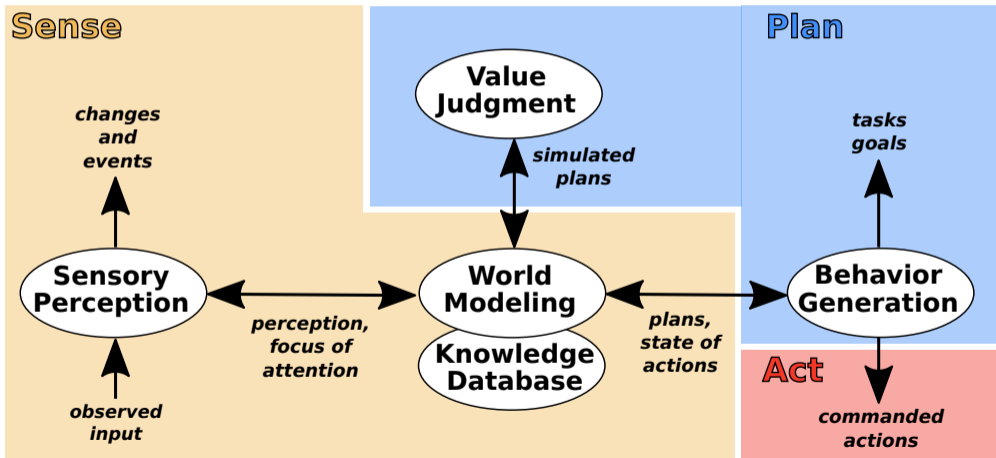 Sense
Plan
Value
Judgment
changes
and
events
tasks
goals
simulated
plans
Sensory
Perception
World
Modeling
Behavior
Generation
perception,
focus of
attention
plans,
state of
actions
Knowledge
Database
Act
observed
input
commanded
actions